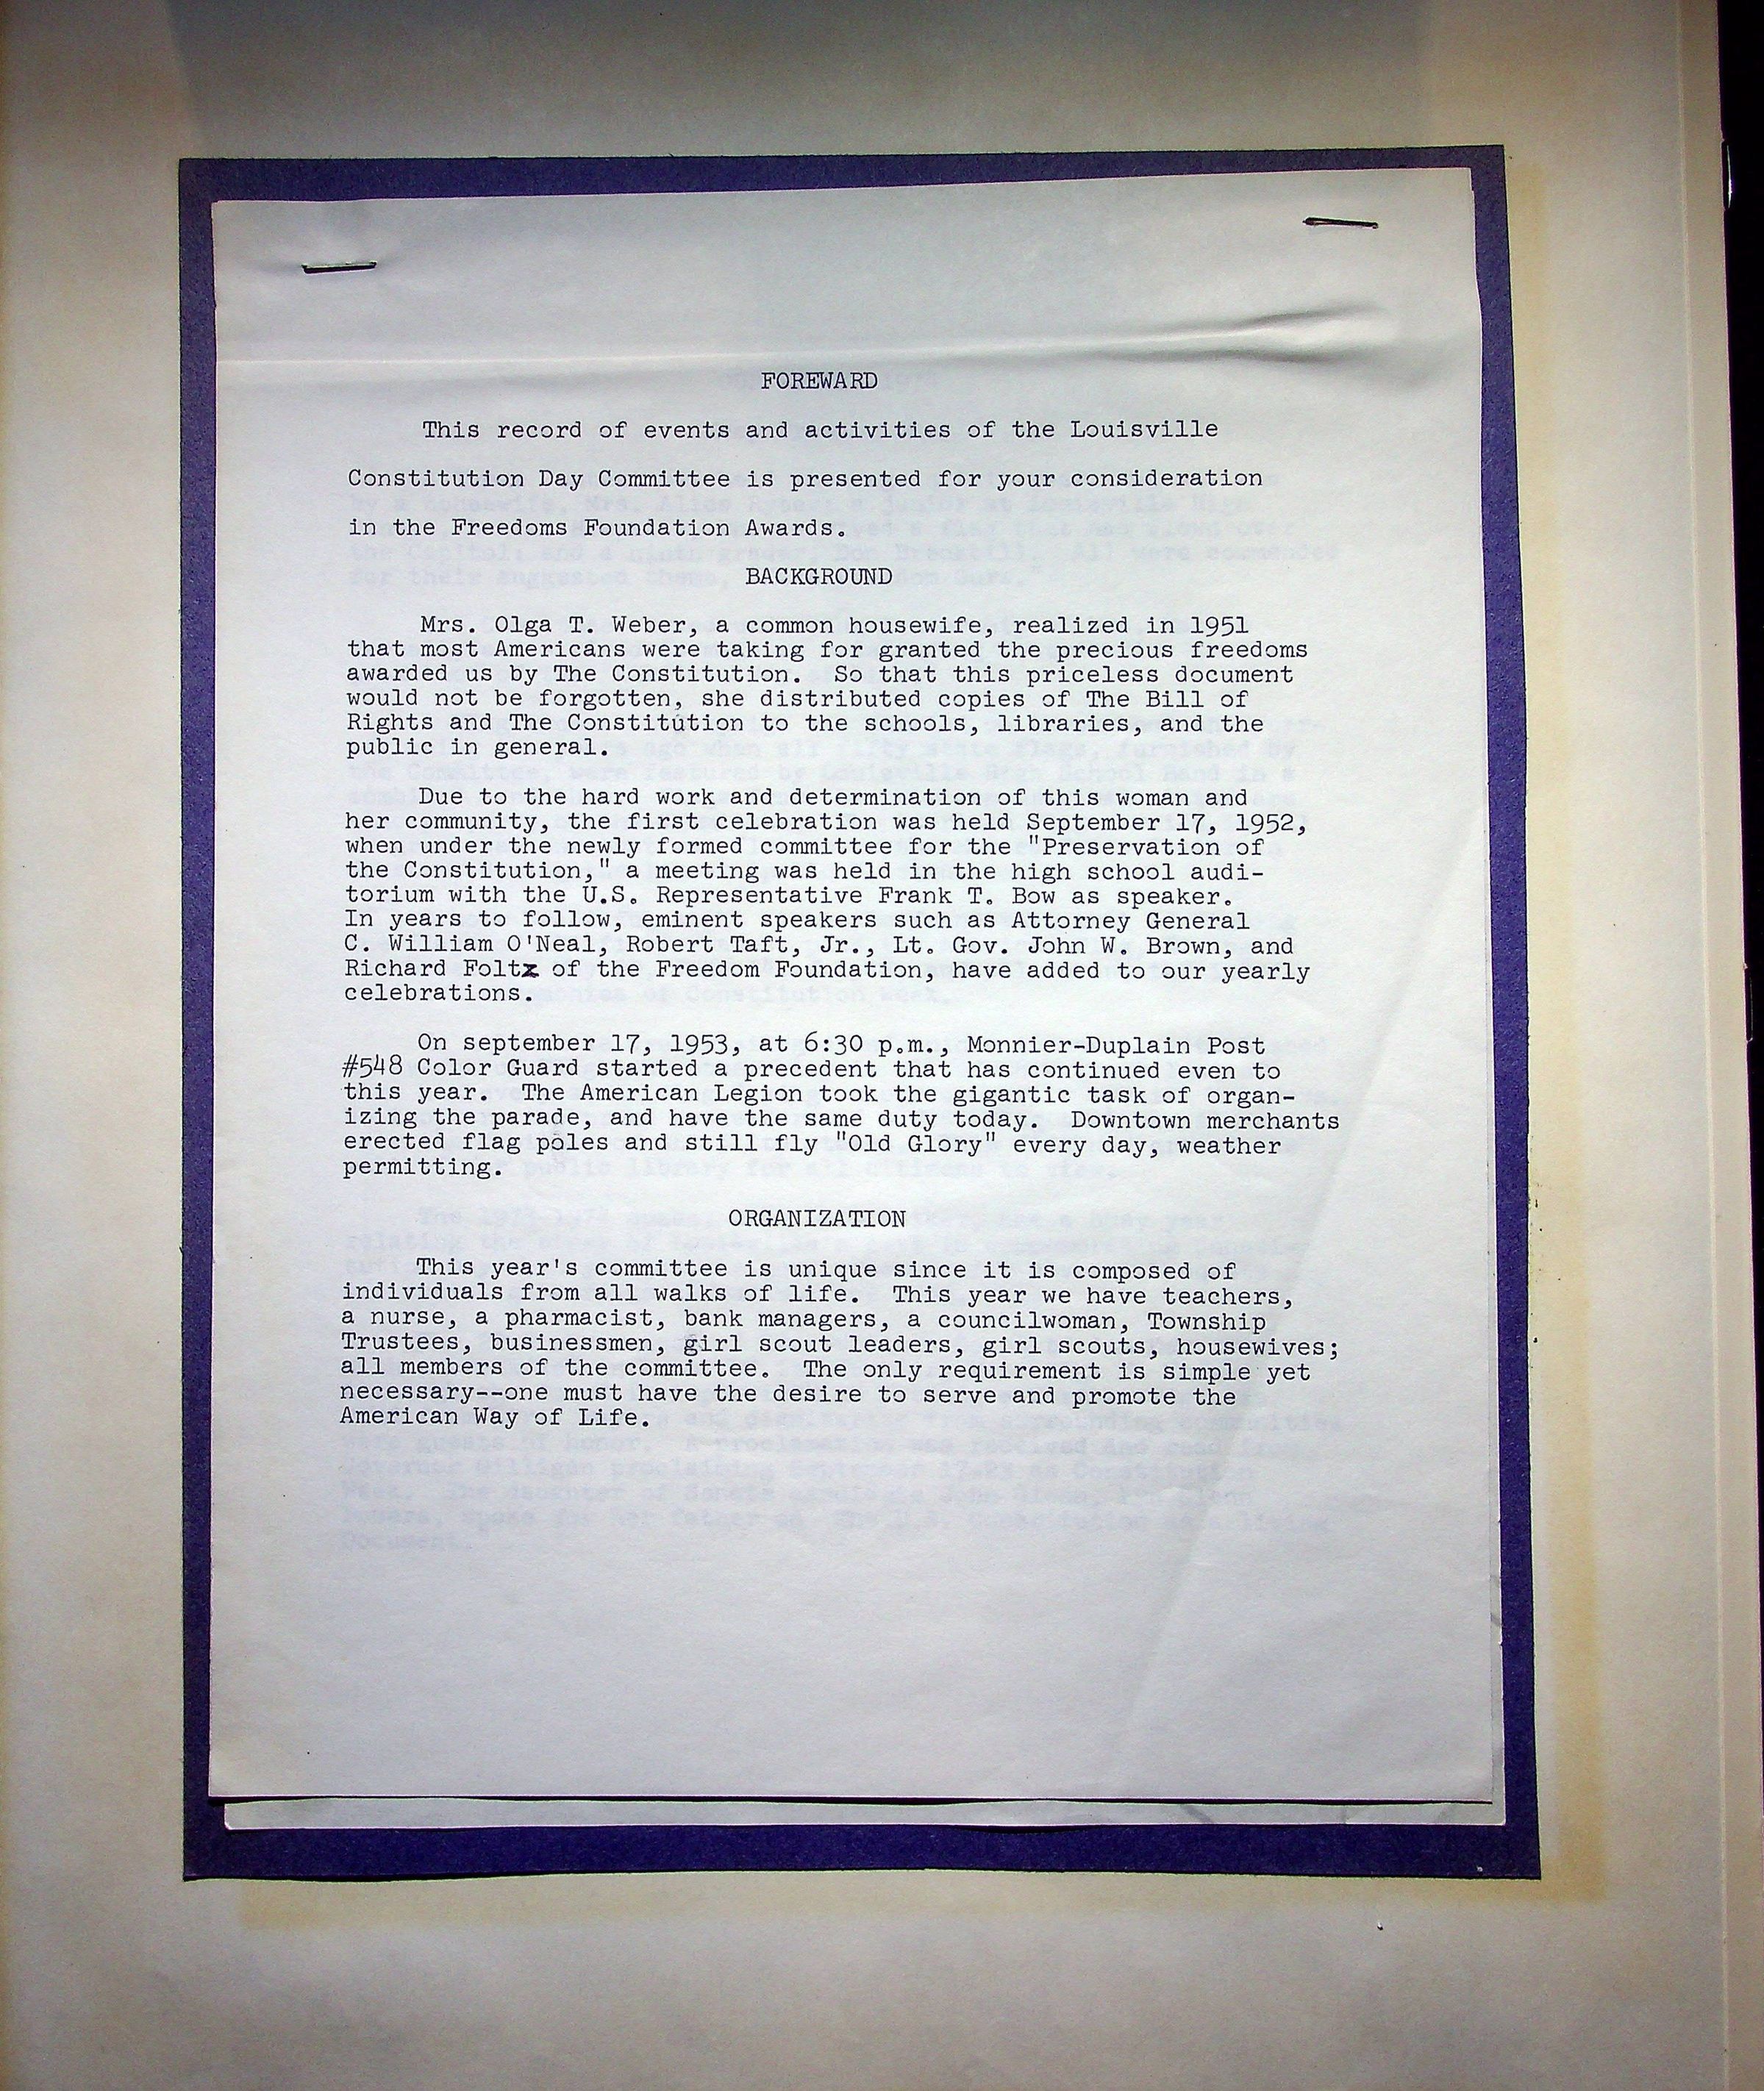 FOREWARD
This record of events and activities of the Louisville
Constitution Day Committee is presented for your consideration
in the Freedoms Foundation Awards.
BACKGROUND
Mrs. Olga T. Weber, a common housewife, realized in 1951
that most Americans were taking for granted the precious freedoms
awarded us by The Constitution. So that this priceless document
would not be forgotten, she distributed copies of The Bill of
Rights and The Constitution to the schools, libraries, and the
public in general.
Due to the hard work and determination of this woman and
her community, the first celebration was held September 17, 1952,
when under the newly formed committee for the "Preservation of
the Constitution," a meeting was held in the high school audi-
torium with the U.S. Representative Frank T. Bow as speaker.
In years to follow, eminent speakers such as Attorney General
C. William O'Neal, Robert Taft, Jr., Lt. Gov. John W. Brown, and
Richard Foltz of the Freedom Foundation, have added to our yearly
celebrations.
On september 17, 1953, at 6:30 p.m., Monnier-Duplain Post
#548 Color Guard started a precedent that has continued even to
this year. The American Legion took the gigantic task of organ-
izing the parade, and have the same duty today. Downtown merchants
erected flag poles and still fly "Old Glory" every day, weather
permitting.
ORGANIZATION
This year's committee is unique since it is composed of
individuals from all walks of life. This year we have teachers,
a nurse, a pharmacist, bank managers, a councilwoman, Township
Trustees, businessmen, girl scout leaders, girl scouts, housewives;
all members of the committee. The only requirement is simple yet
necessary--one must have the desire to serve and promote the
American Way of Life.